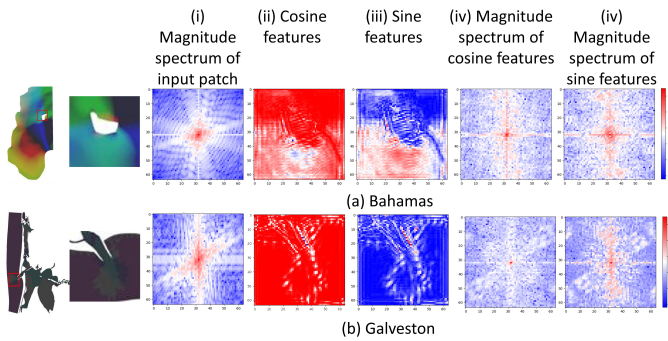 (i)
Magnitude
spectrum of
input patch
(ii) Cosine
features
(iii) Sine
features
(iv) Magnitude
spectrum of
cosine features
(iv)
Magnitude
spectrum of
sine features
(a) Bahamas
(b) Galveston